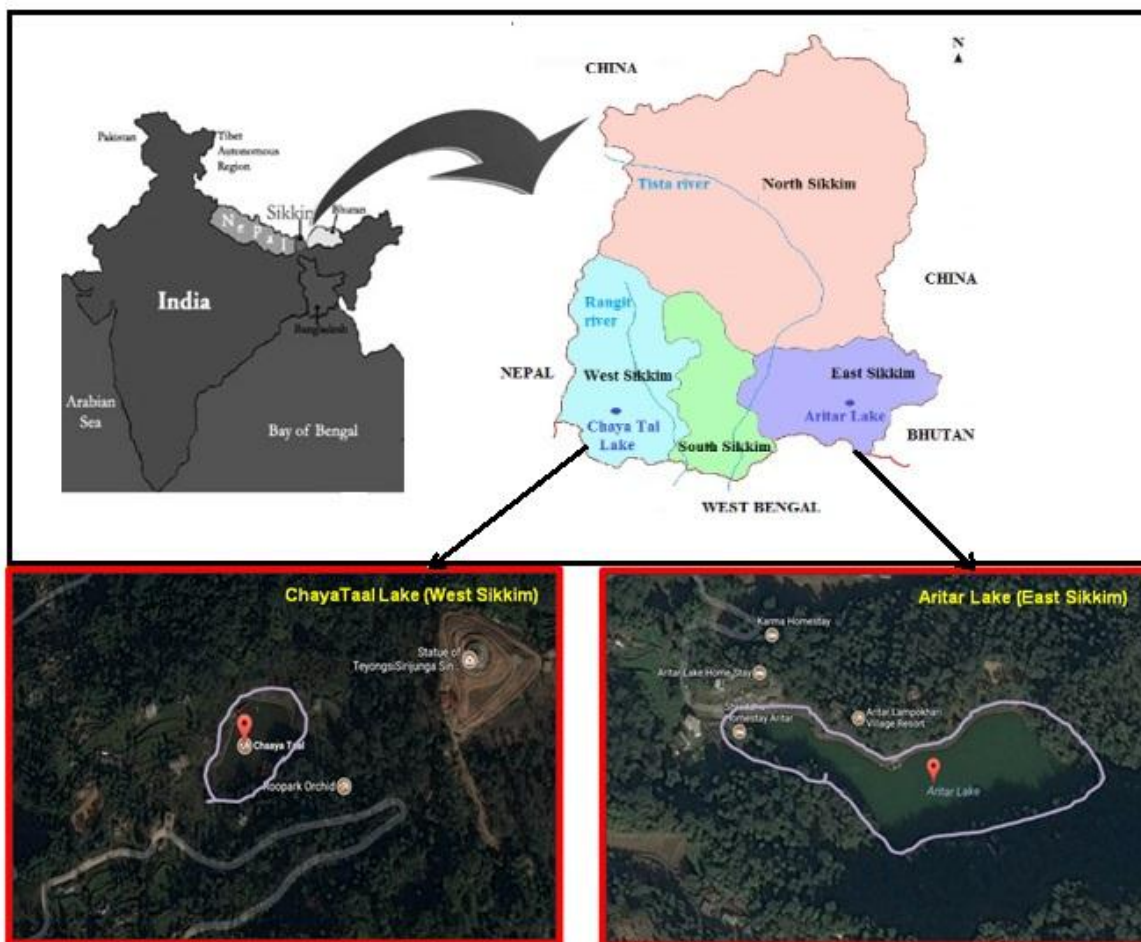 Pakistan
Tibet
Autonomous
Region
Nepal
Sikkim
Bhutan
India
Bangladesh
Arabian
Sea
Bay of Bengal
N
CHINA
Tista river
North Sikkim
CHINA
Rangit
river
NEPAL
West Sikkim
East Sikkim
Chaya Tal
Lake
Aritar Lake
BHUTAN
South Sikkim
WEST BENGAL
ChayaTaal Lake (West Sikkim)
Statue of
TeyongsiSirijunga Sin...
Chaaya Taal
Roopark Orchid
Aritar Lake (East Sikkim)
Karma Homestay
Aritar Lake Home Stay
Homestay Aritar
Aritar Lampokhari
Village Resort
Aritar Lake